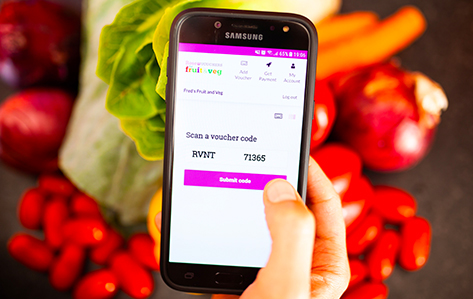 SAMSUNG
19:06
fruit&veg
Add Voucher
Get Payment
My Account
Fred's Fruit and Veg
Log out
Scan a voucher code
RVNT 71365
Submit code